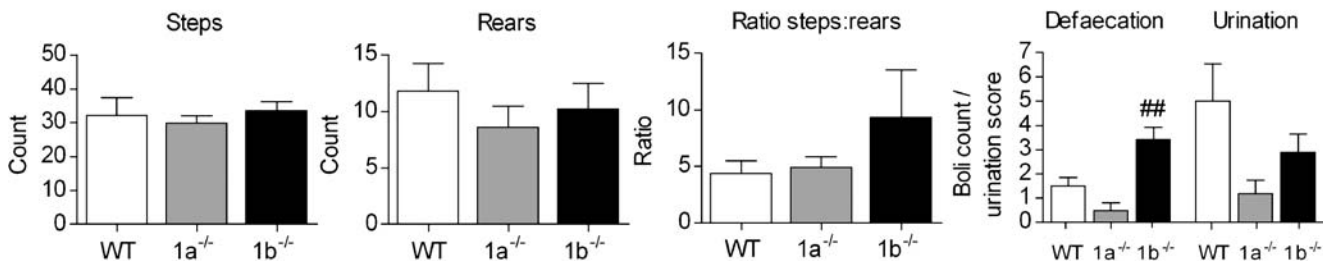 Steps
Count
50
40
30
20
10
0
WT 1a⁻/⁻ 1b⁻/⁻
Rears
Count
15
10
5
0
WT 1a⁻/⁻ 1b⁻/⁻
Ratio steps:rears
Ratio
15
10
5
0
WT 1a⁻/⁻ 1b⁻/⁻
Defaecation Urination
Boli count /
urination score
7
6
5
4
3
2
1
0
##
WT 1a⁻/⁻ 1b⁻/⁻ WT 1a⁻/⁻ 1b⁻/⁻